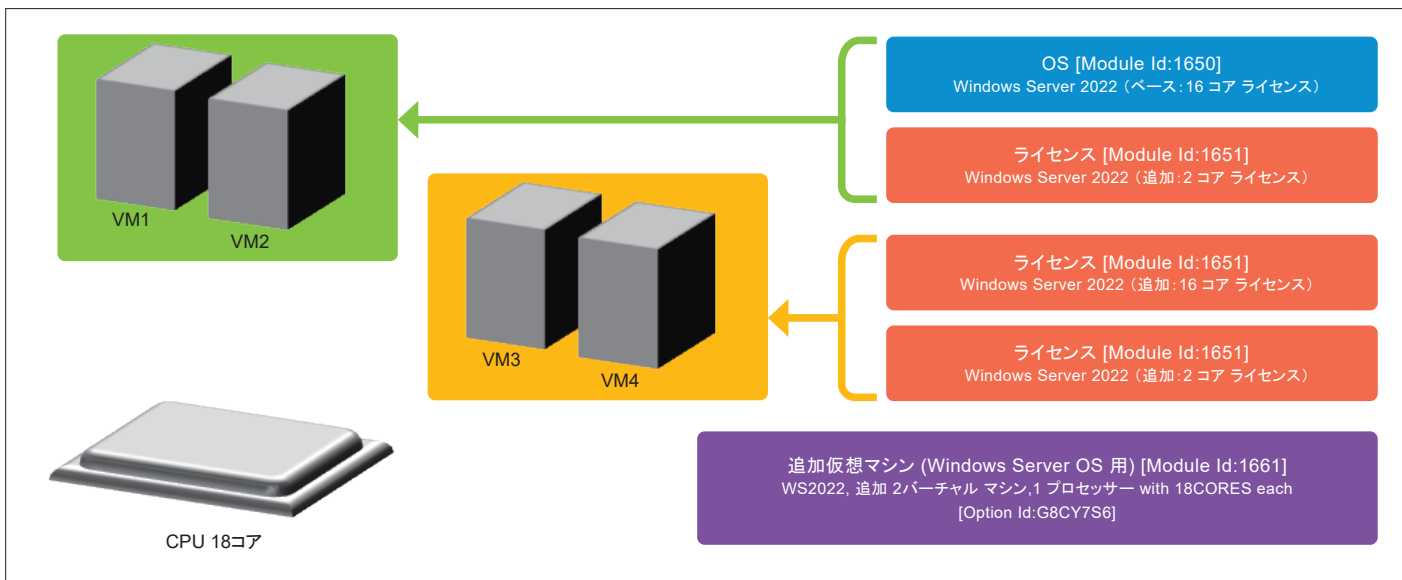 VM1
VM2
OS [Module Id:1650]
Windows Server 2022 (ベース:16 コア ライセンス)
ライセンス [Module Id:1651]
Windows Server 2022 (追加:2 コア ライセンス)
VM3
VM4
ライセンス [Module Id:1651]
Windows Server 2022 (追加:16 コア ライセンス)
ライセンス [Module Id:1651]
Windows Server 2022 (追加:2 コア ライセンス)
CPU 18コア
追加仮想マシン (Windows Server OS 用) [Module Id:1661]
WS2022, 追加 2バーチャル マシン,1 プロセッサー with 18CORES each
[Option Id:G8CY7S6]